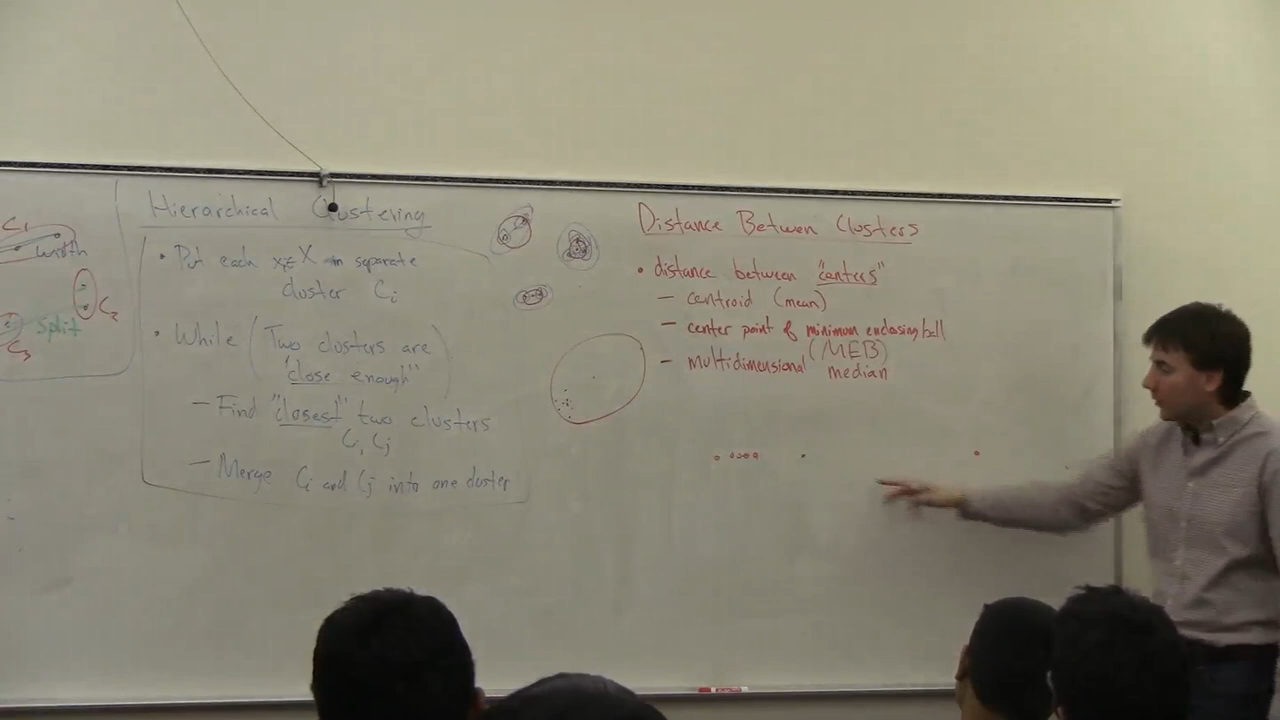 C1
width
C2
split
C3
Hierarchical Clustering
• Put each xi∈X in separate
cluster Ci
• While (Two clusters are
"close enough")
– Find "closest" two clusters
Ci, Cj
– Merge Ci and Cj into one cluster
Distance Betwen Clusters
• distance between "centers"
– centroid (mean)
– center point of minimum enclosing ball
(MEB)
– multidimensional median